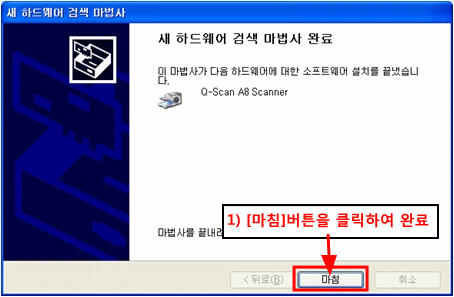 새 하드웨어 검색 마법사
새 하드웨어 검색 마법사 완료
이 마법사가 다음 하드웨어에 대한 소프트웨어 설치를 끝냈습니
다.
Q-Scan A8 Scanner
1) [마침]버튼을 클릭하여 완료
마법사를 끝내려
< 뒤로(B)
마침
취소